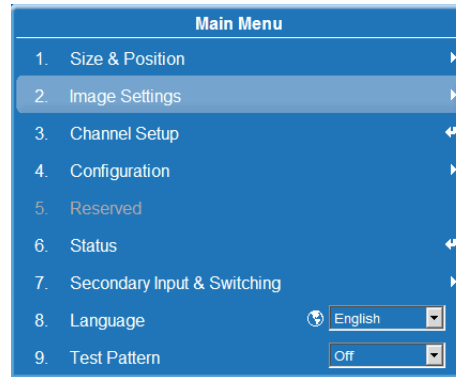 Main Menu
1. Size & Position
2. Image Settings
3. Channel Setup
4. Configuration
5. Reserved
6. Status
7. Secondary Input & Switching
8. Language English
9. Test Pattern Off